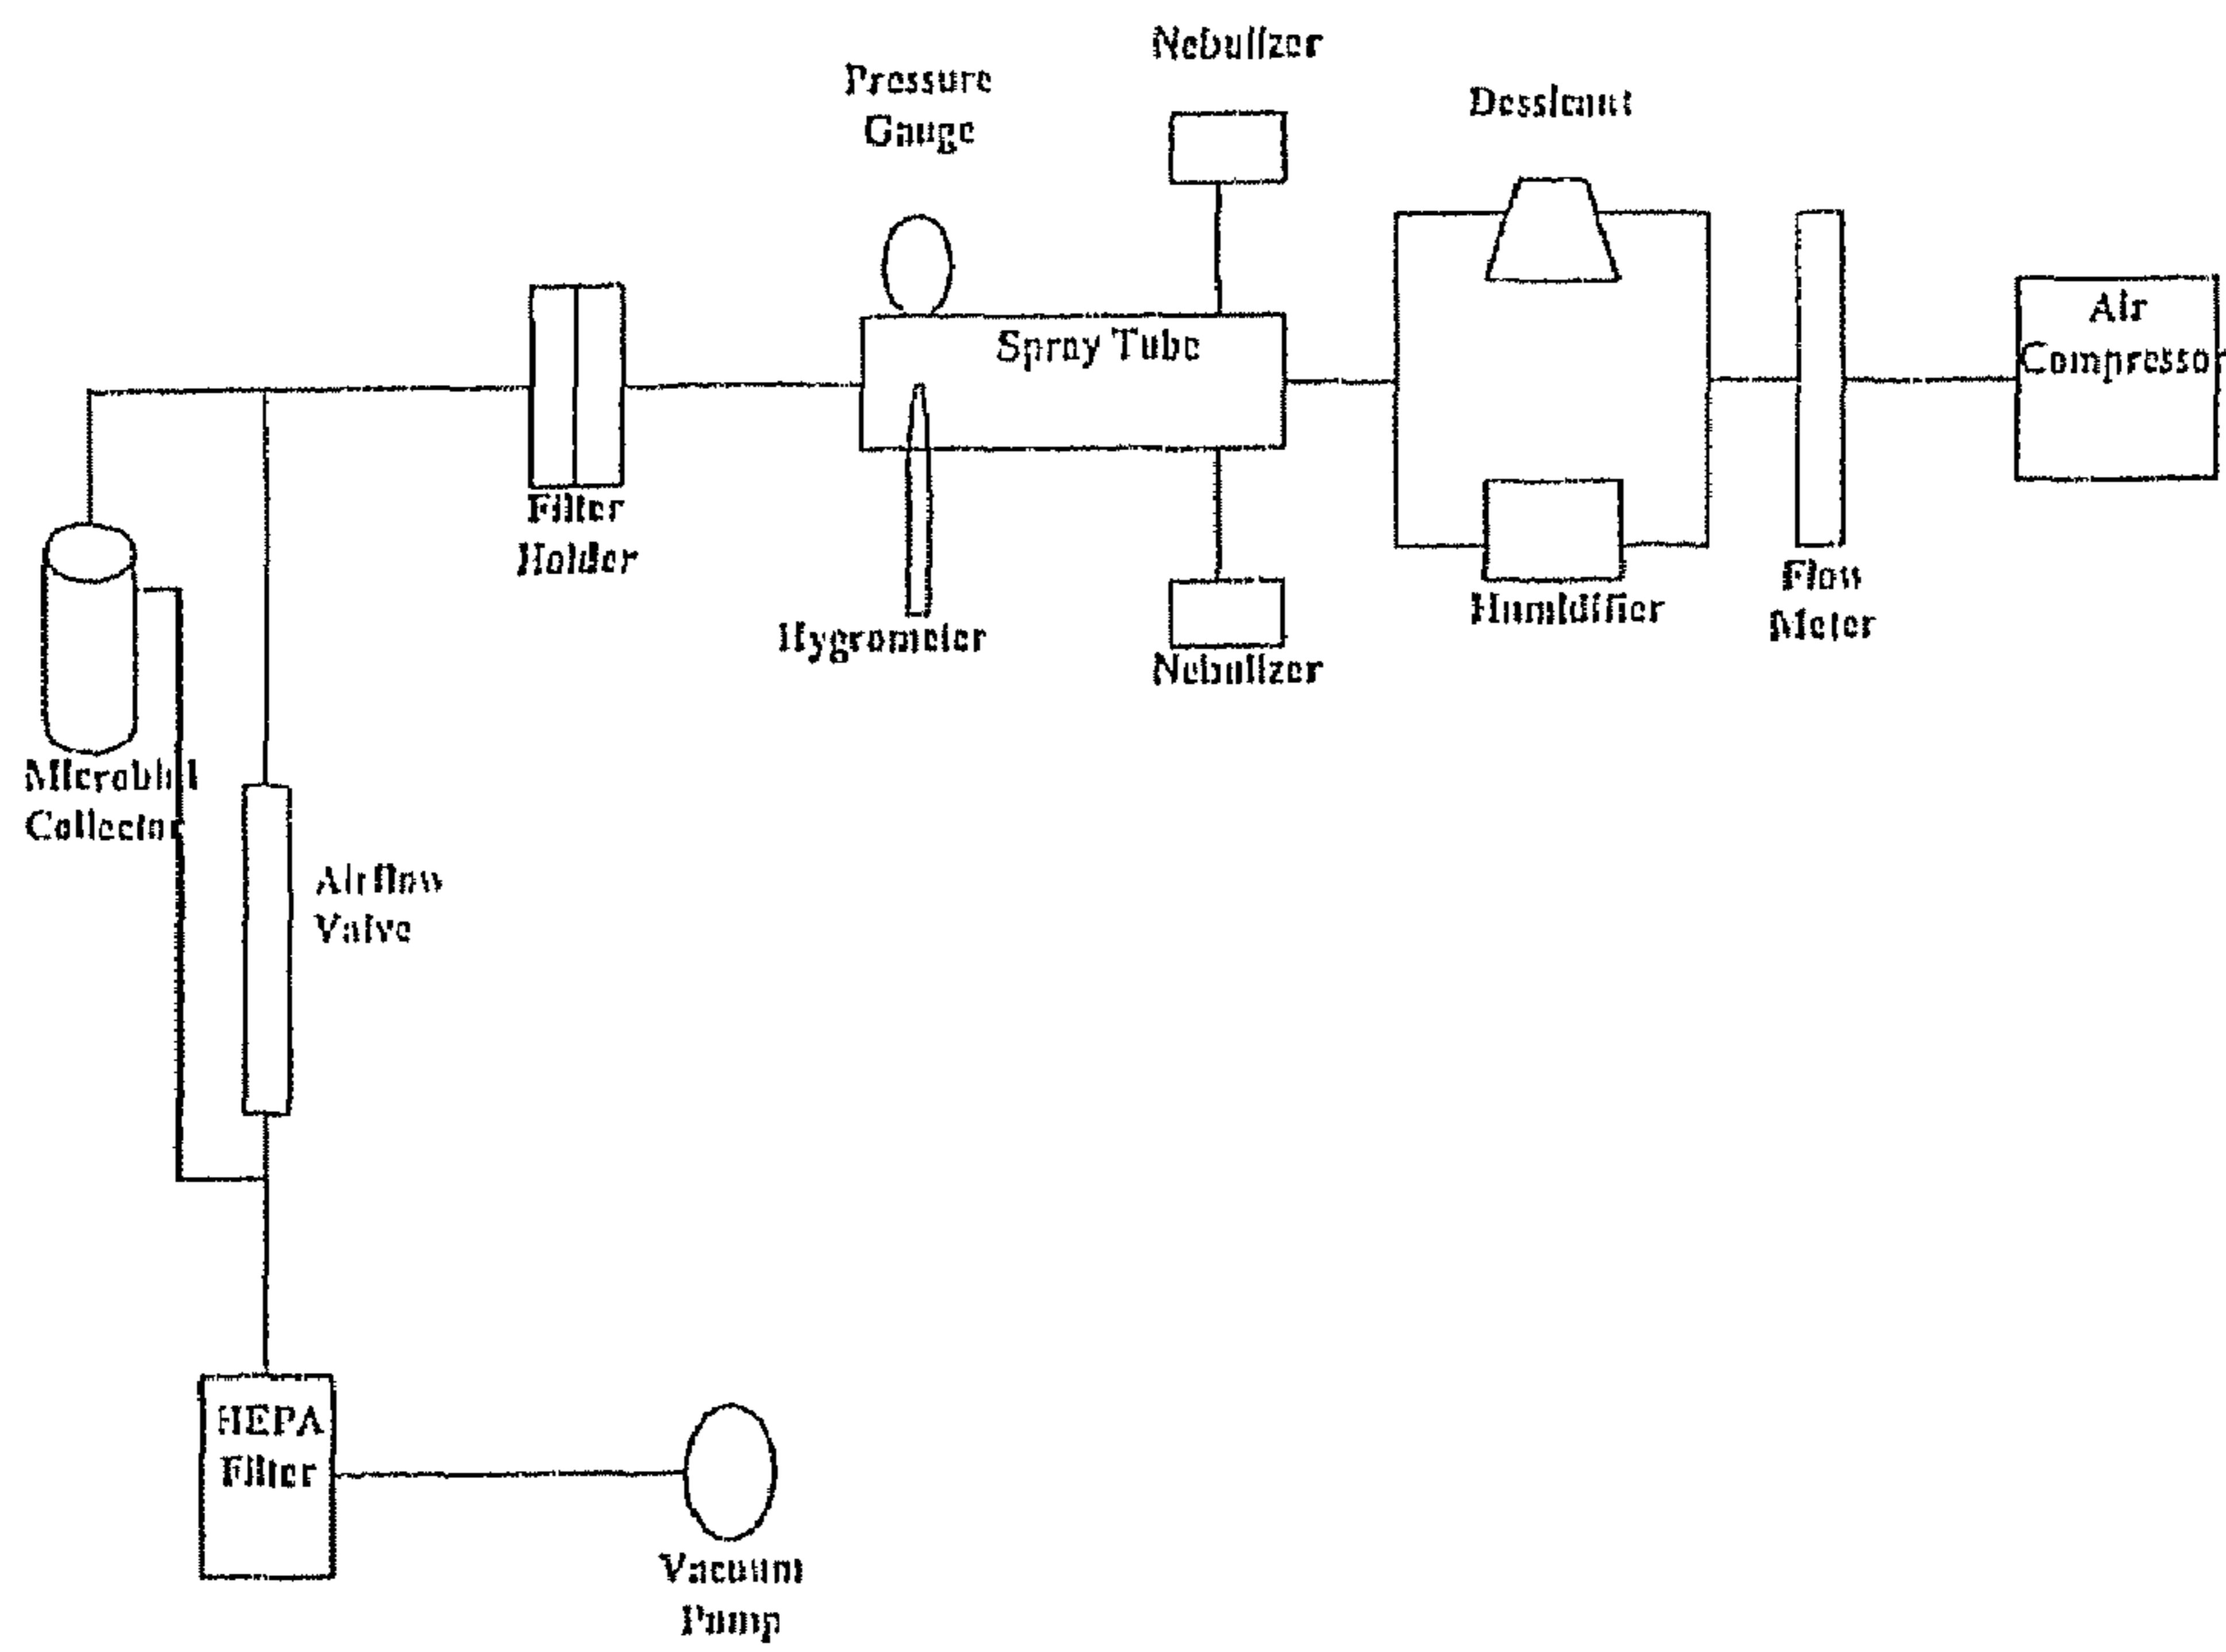 Nebulizer
Pressure
Gauge
Dessicant
Air
Compressor
Spray Tube
Filter
Holder
Hygrometer
Nebulizer
Humidifier
Flow
Meter
Microbial
Collector
Airflow
Valve
HEPA
Filter
Vacuum
Pump